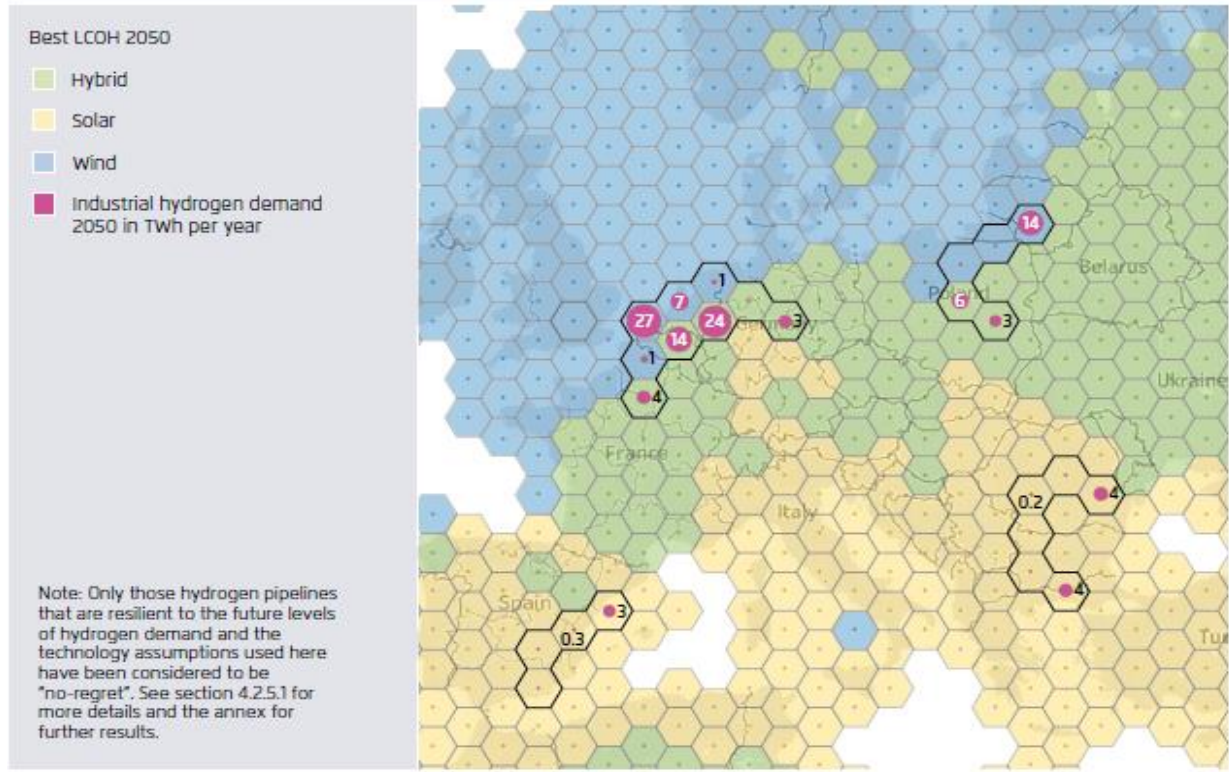 Best LCOH 2050
Hybrid
Solar
Wind
Industrial hydrogen demand
2050 in TWh per year
Note: Only those hydrogen pipelines
that are resilient to the future levels
of hydrogen demand and the
technology assumptions used here
have been considered to be
"no-regret". See section 4.2.5.1 for
more details and the annex for
further results.
14
Belarus
1
7
Poland
6
27
24
Germany
3
3
14
1
Ukraine
4
France
4
0.2
Italy
4
Spain
3
0.3
Tu